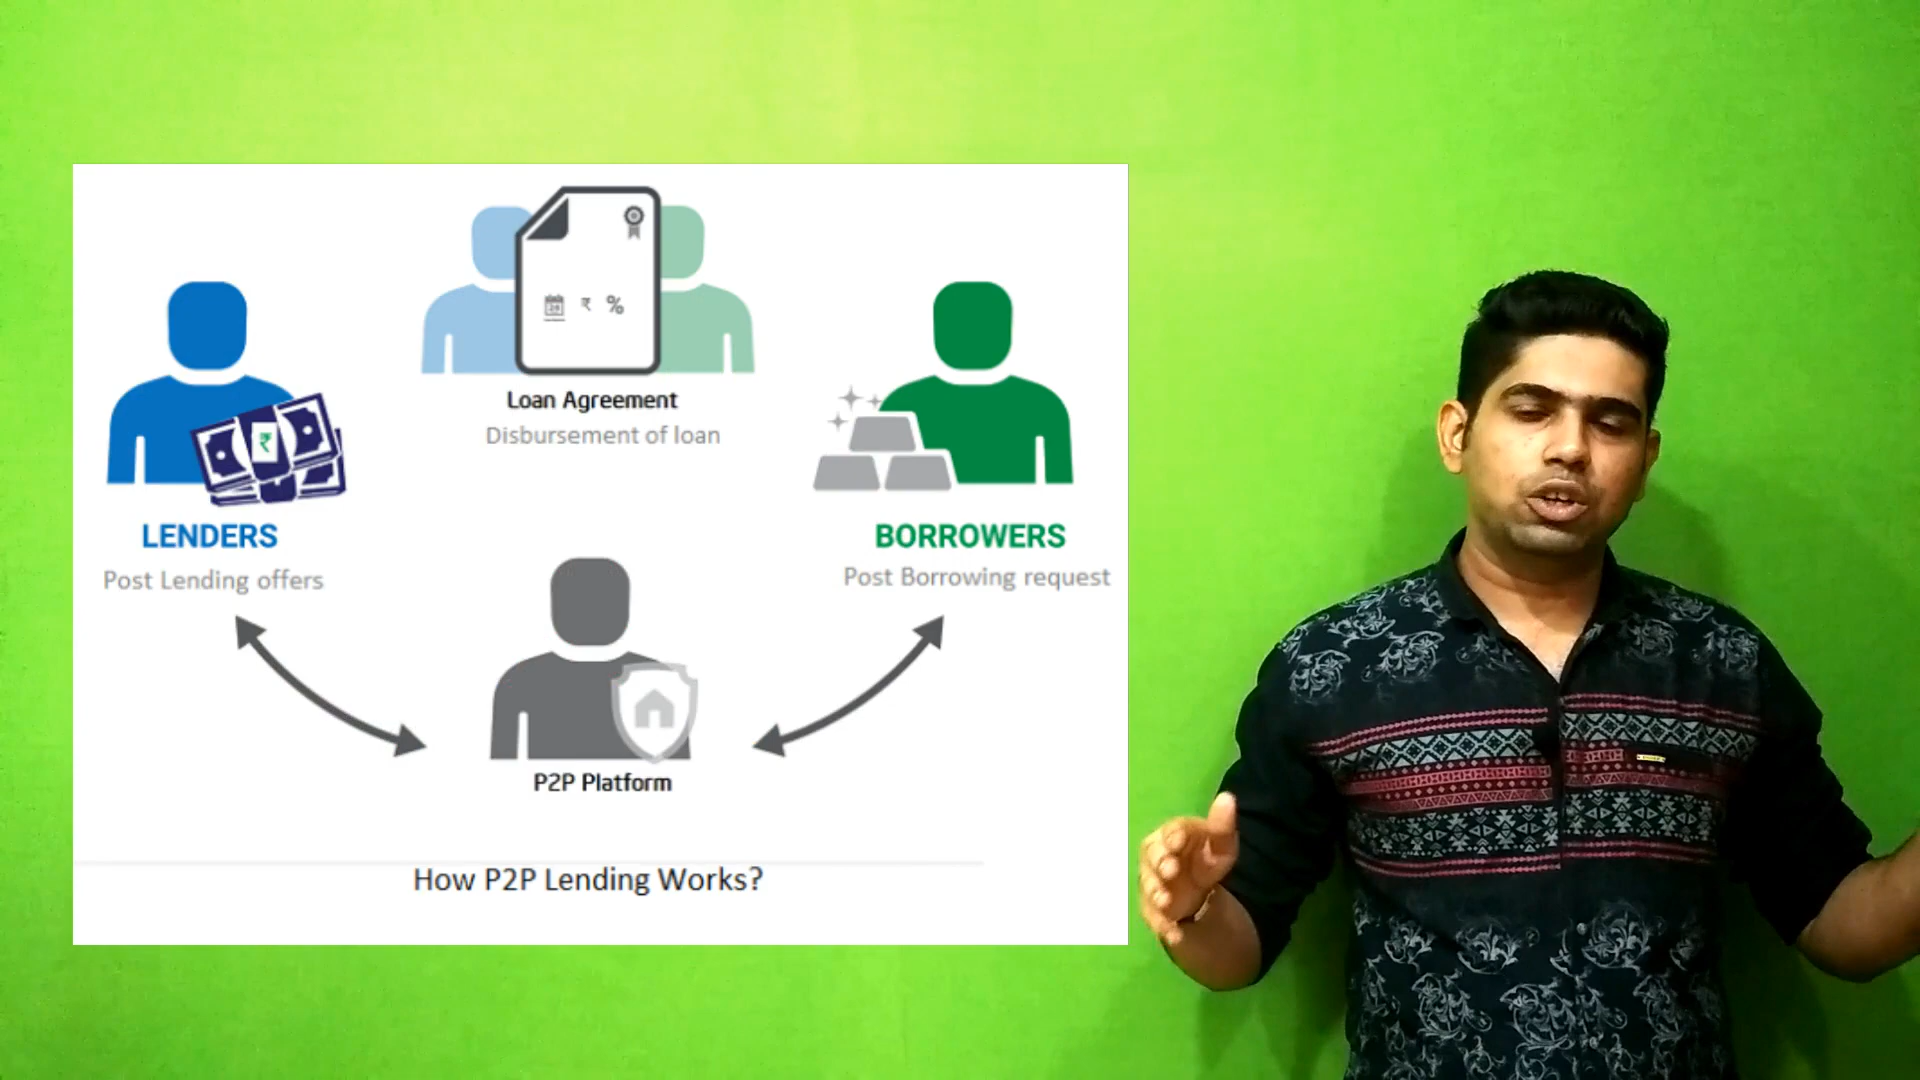 ₹ %
Loan Agreement
Disbursement of loan
₹
LENDERS
Post Lending offers
BORROWERS
Post Borrowing request
P2P Platform
How P2P Lending Works?